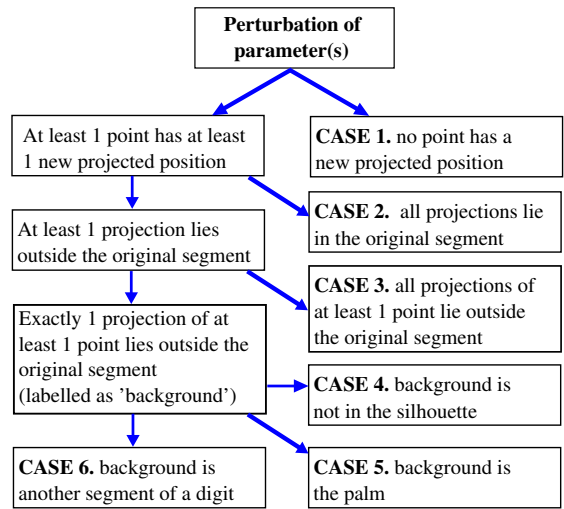 Perturbation of
parameter(s)
At least 1 point has at least
1 new projected position
CASE 1. no point has a
new projected position
CASE 2. all projections lie
in the original segment
At least 1 projection lies
outside the original segment
CASE 3. all projections of
at least 1 point lie outside
the original segment
Exactly 1 projection of at
least 1 point lies outside the
original segment
(labelled as ’background’)
CASE 4. background is
not in the silhouette
CASE 6. background is
another segment of a digit
CASE 5. background is
the palm